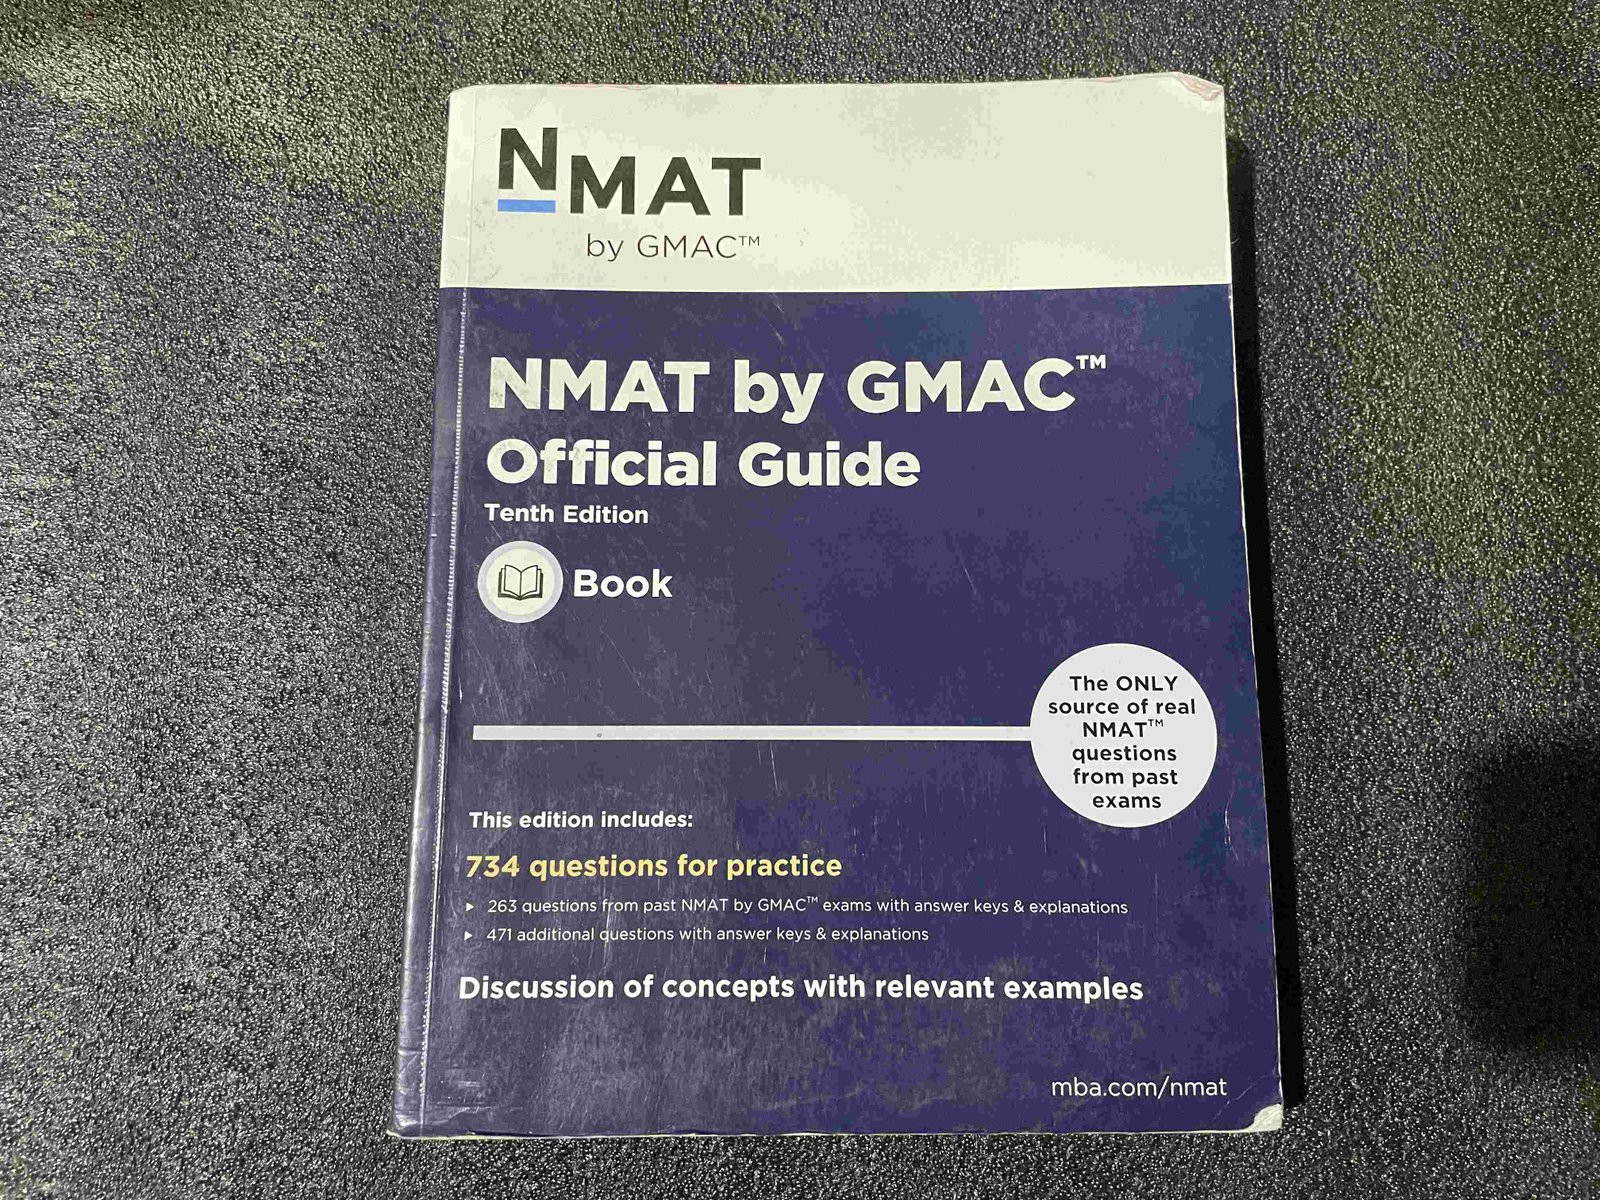 NMAT
by GMAC™
NMAT by GMAC™
Official Guide
Tenth Edition
Book
The ONLY
source of real
NMAT™
questions
from past
exams
This edition includes:
734 questions for practice
▸ 263 questions from past NMAT by GMAC™ exams with answer keys & explanations
▸ 471 additional questions with answer keys & explanations
Discussion of concepts with relevant examples
mba.com/nmat